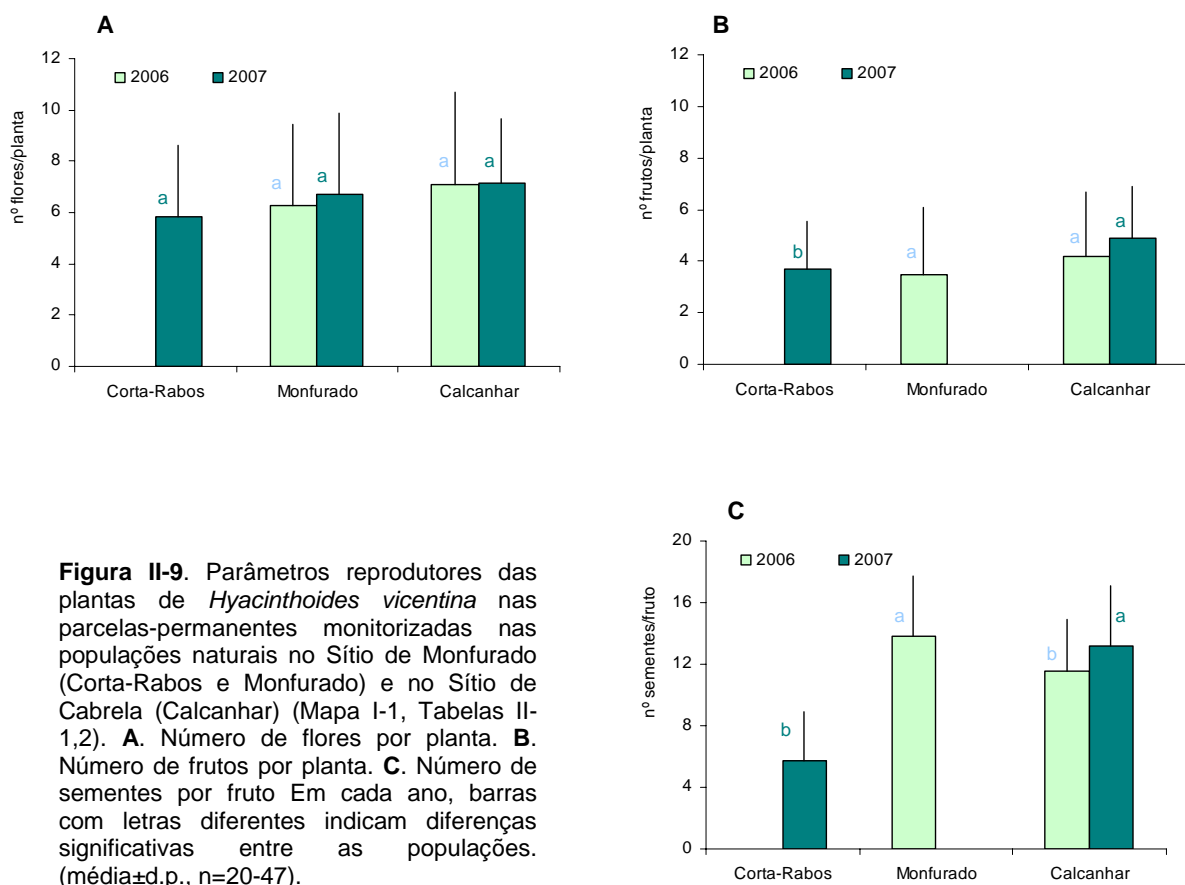 A
nº flores/planta
12
10
8
6
4
2
0
2006 2007
a
a
a
a
a
Corta-Rabos Monfurado Calcanhar
B
nº frutos/planta
12
10
8
6
4
2
0
2006 2007
b
a
a
a
Corta-Rabos Monfurado Calcanhar
C
nº sementes/fruto
20
16
12
8
4
0
2006 2007
b
a
b
a
Corta-Rabos Monfurado Calcanhar
Figura II-9. Parâmetros reprodutores das
plantas de Hyacinthoides vicentina nas
parcelas-permanentes monitorizadas nas
populações naturais no Sítio de Monfurado
(Corta-Rabos e Monfurado) e no Sítio de
Cabrela (Calcanhar) (Mapa I-1, Tabelas II-
1,2). A. Número de flores por planta. B.
Número de frutos por planta. C. Número de
sementes por fruto Em cada ano, barras
com letras diferentes indicam diferenças
significativas entre as populações.
(média±d.p., n=20-47).